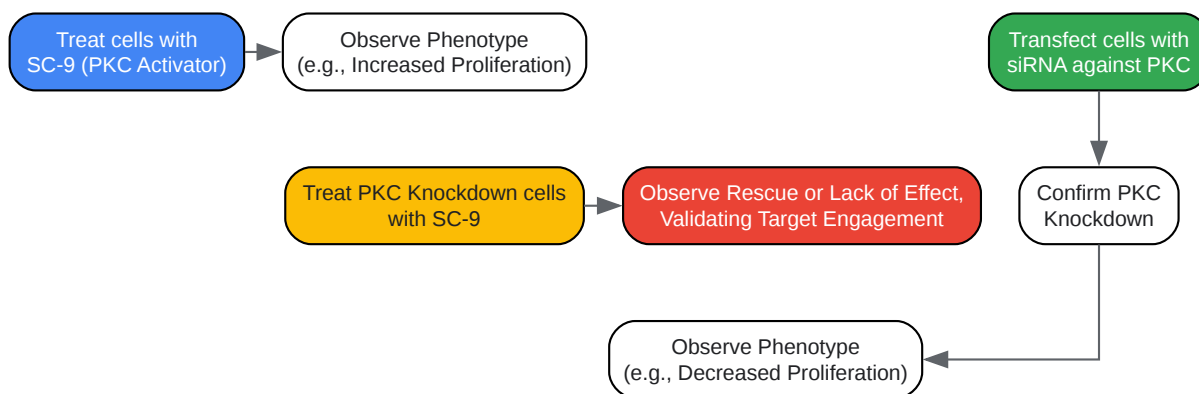 Treat cells with
SC-9 (PKC Activator)
Observe Phenotype
(e.g., Increased Proliferation)
Transfect cells with
siRNA against PKC
Treat PKC Knockdown cells
with SC-9
Observe Rescue or Lack of Effect,
Validating Target Engagement
Confirm PKC
Knockdown
Observe Phenotype
(e.g., Decreased Proliferation)